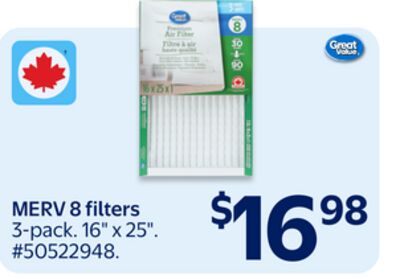 Great Value
Premium
Air Filter
Filtre à air
haute qualité
8
30
90
16 x 25 x 1
Great
Value
MERV 8 filters
3-pack. 16" x 25".
#50522948.
$16.98